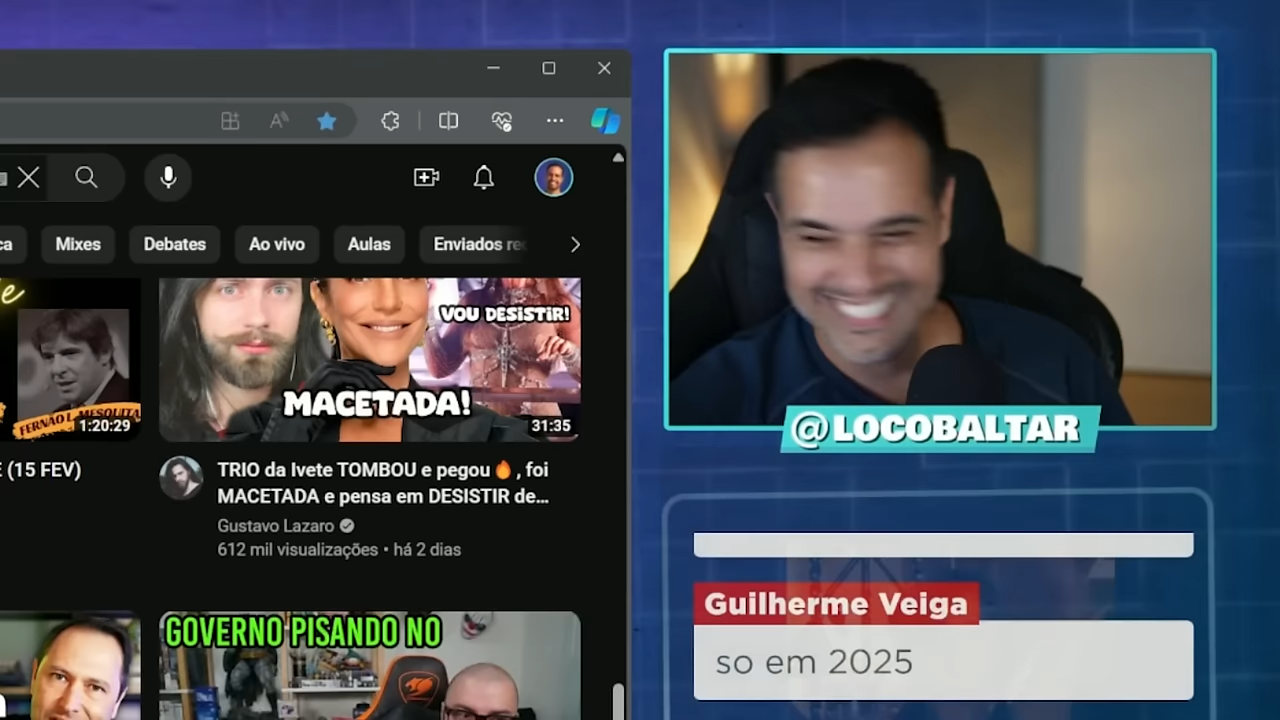 ca
Mixes
Debates
Ao vivo
Aulas
Enviados rec
FERNÃO L. MESQUITA
1:20:29
VOU DESISTIR!
MACETADA!
31:35
E (15 FEV)
TRIO da Ivete TOMBOU e pegou🔥, foi
MACETADA e pensa em DESISTIR de...
Gustavo Lazaro
612 mil visualizações • há 2 dias
GOVERNO PISANDO NO
@LOCOBALTAR
Guilherme Veiga
so em 2025